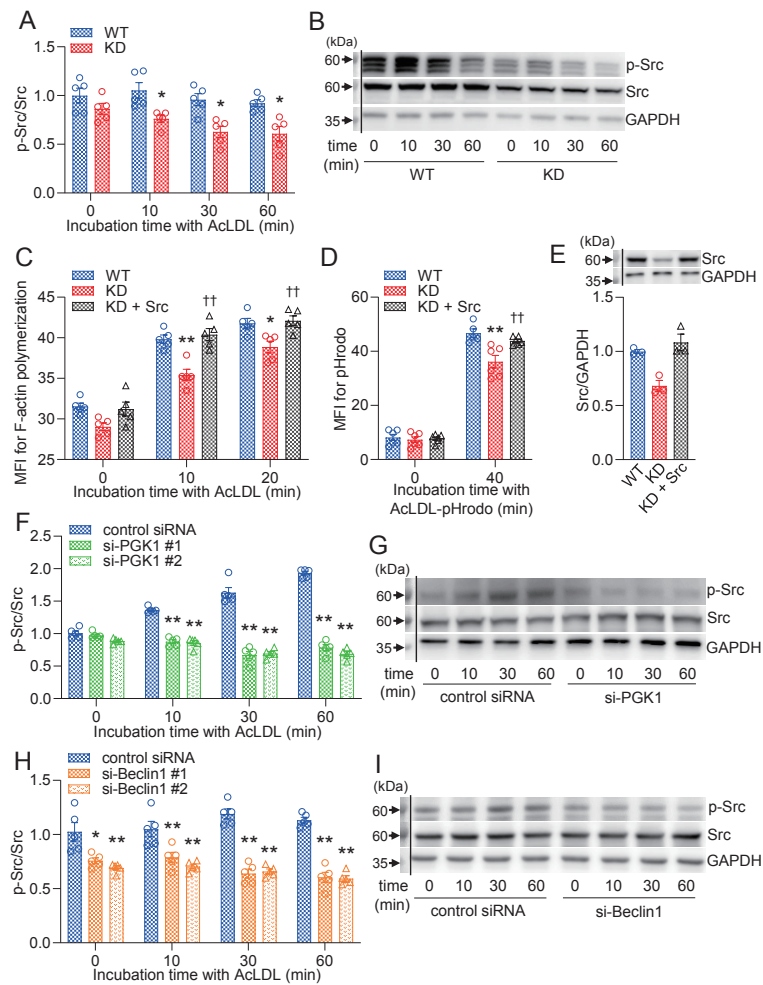 A
WT
KD
p-Src/Src
1.5
1.0
0.5
0.0
*
*
*
0 10 30 60
Incubation time with AcLDL (min)
B
(kDa)
60
60
35
p-Src
Src
GAPDH
time (min)
0 10 30 60 0 10 30 60
WT KD
C
WT
KD
KD + Src
MFI for F-actin polymerization
45
40
35
30
25
**
††
*
††
0 10 20
Incubation time with AcLDL (min)
D
WT
KD
KD + Src
MFI for pHrodo
60
40
20
0
**
††
0 40
Incubation time with
AcLDL-pHrodo (min)
E
(kDa)
60
35
Src
GAPDH
Src/GAPDH
1.5
1.0
0.5
0.0
WT
KD
KD + Src
F
control siRNA
si-PGK1 #1
si-PGK1 #2
p-Src/Src
2.5
2.0
1.5
1.0
0.5
0.0
** **
** **
** **
0 10 30 60
Incubation time with AcLDL (min)
G
(kDa)
60
60
35
p-Src
Src
GAPDH
time
(min)
0 10 30 60 0 10 30 60
control siRNA si-PGK1
H
control siRNA
si-Beclin1 #1
si-Beclin1 #2
p-Src/Src
1.5
1.0
0.5
0.0
* **
** **
** **
** **
0 10 30 60
Incubation time with AcLDL (min)
I
(kDa)
60
60
35
p-Src
Src
GAPDH
time
(min)
0 10 30 60 0 10 30 60
control siRNA si-Beclin1